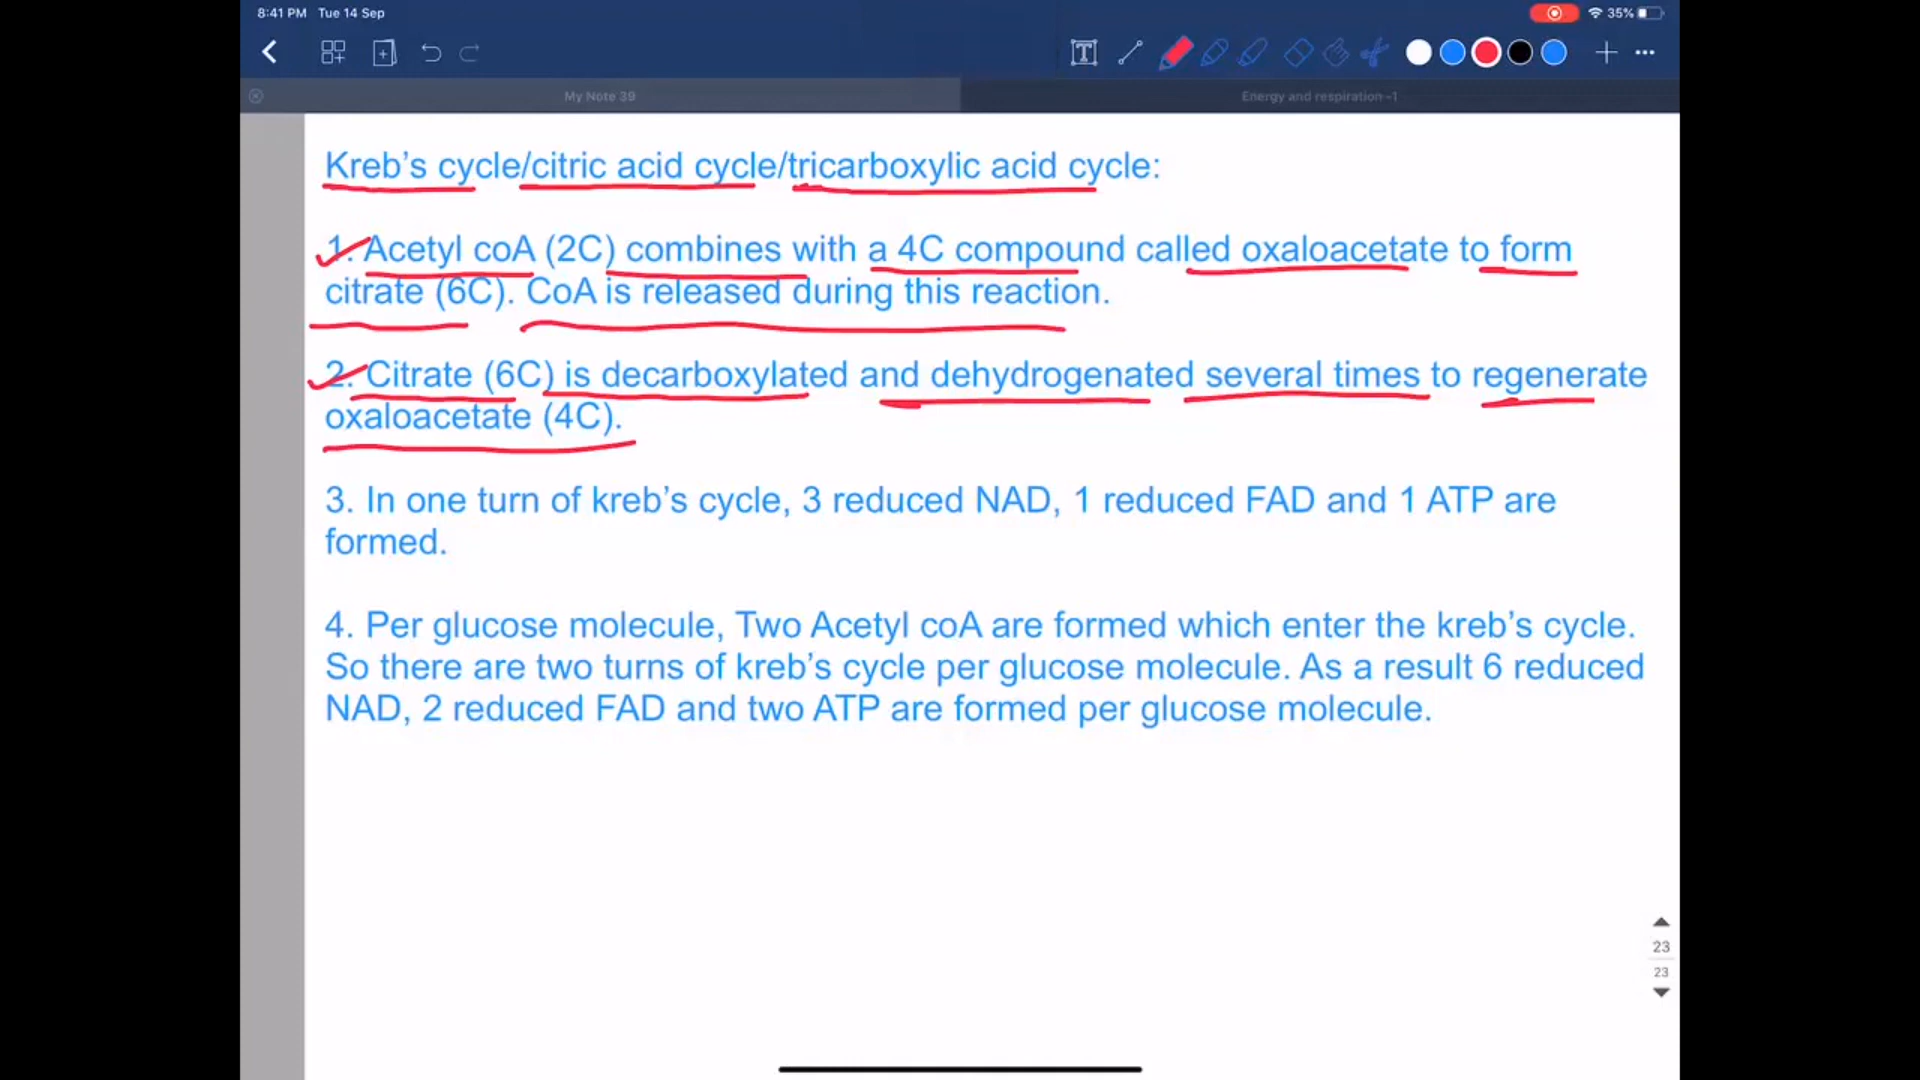 8:41 PM Tue 14 Sep
35%
My Note 39
Energy and respiration-1
Kreb's cycle/citric acid cycle/tricarboxylic acid cycle:
1. Acetyl coA (2C) combines with a 4C compound called oxaloacetate to form
citrate (6C). CoA is released during this reaction.
2. Citrate (6C) is decarboxylated and dehydrogenated several times to regenerate
oxaloacetate (4C).
3. In one turn of kreb's cycle, 3 reduced NAD, 1 reduced FAD and 1 ATP are
formed.
4. Per glucose molecule, Two Acetyl coA are formed which enter the kreb's cycle.
So there are two turns of kreb's cycle per glucose molecule. As a result 6 reduced
NAD, 2 reduced FAD and two ATP are formed per glucose molecule.
23
23